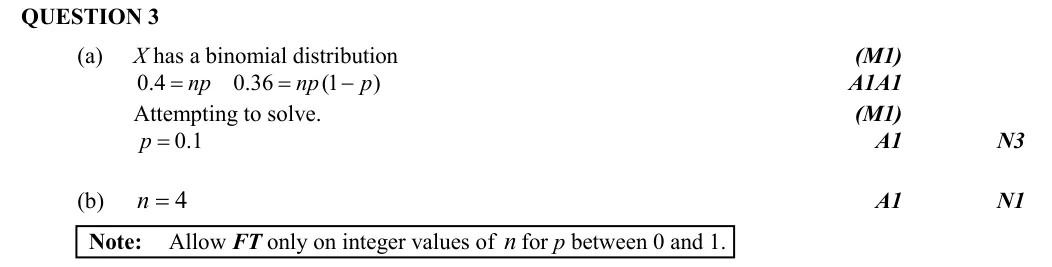 QUESTION 3
(a) X has a binomial distribution (M1)
0.4 = np 0.36 = np(1 − p) A1A1
Attempting to solve. (M1)
p = 0.1 A1 N3
(b) n = 4 A1 N1
Note: Allow FT only on integer values of n for p between 0 and 1.